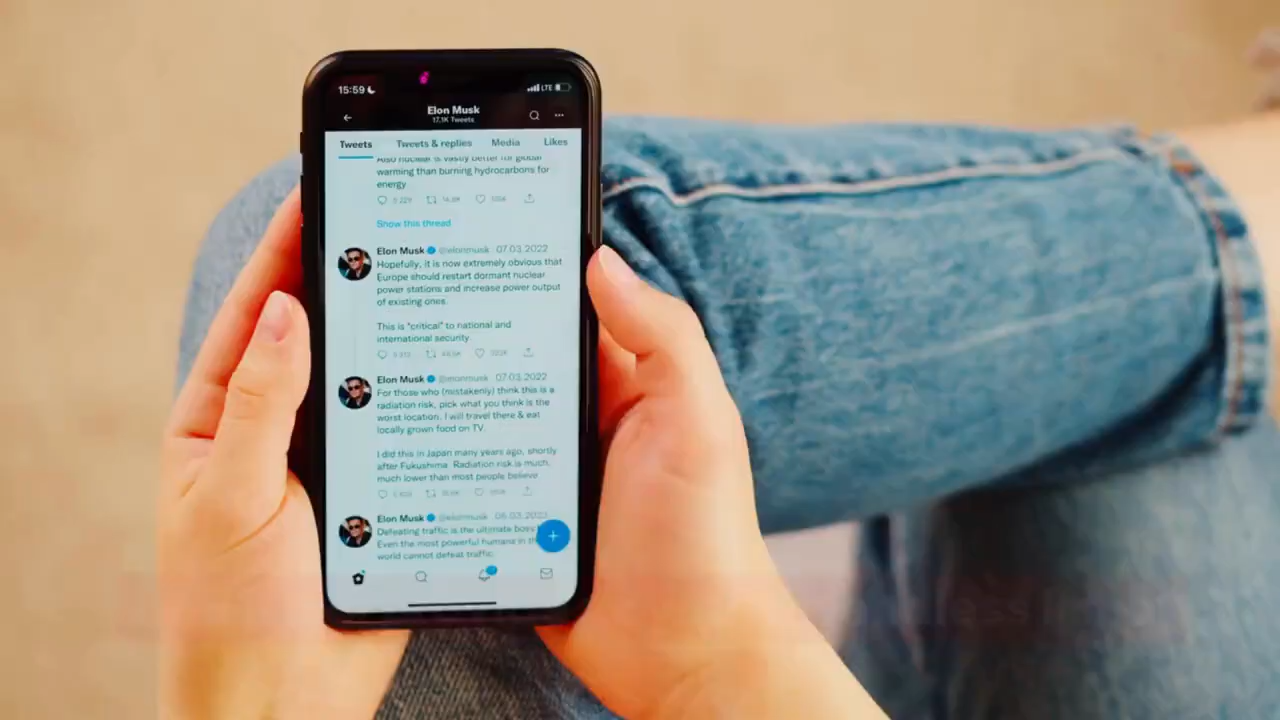 15:59
LTE
Elon Musk
17.1K Tweets
Tweets
Tweets & replies
Media
Likes
Also nuclear is vastly better for global
warming than burning hydrocarbons for
energy
Show this thread
Elon Musk @elonmusk · 07.03.2022
Hopefully, it is now extremely obvious that
Europe should restart dormant nuclear
power stations and increase power output
of existing ones.
This is *critical* to national and
international security.
Elon Musk @elonmusk · 07.03.2022
For those who (mistakenly) think this is a
radiation risk, pick what you think is the
worst location. I will travel there & eat
locally grown food on TV.
I did this in Japan many years ago, shortly
after Fukushima. Radiation risk is much,
much lower than most people believe
Elon Musk @elonmusk
Defeating traffic is the ultimate boss
Even the most powerful humans in the
world cannot defeat traffic.